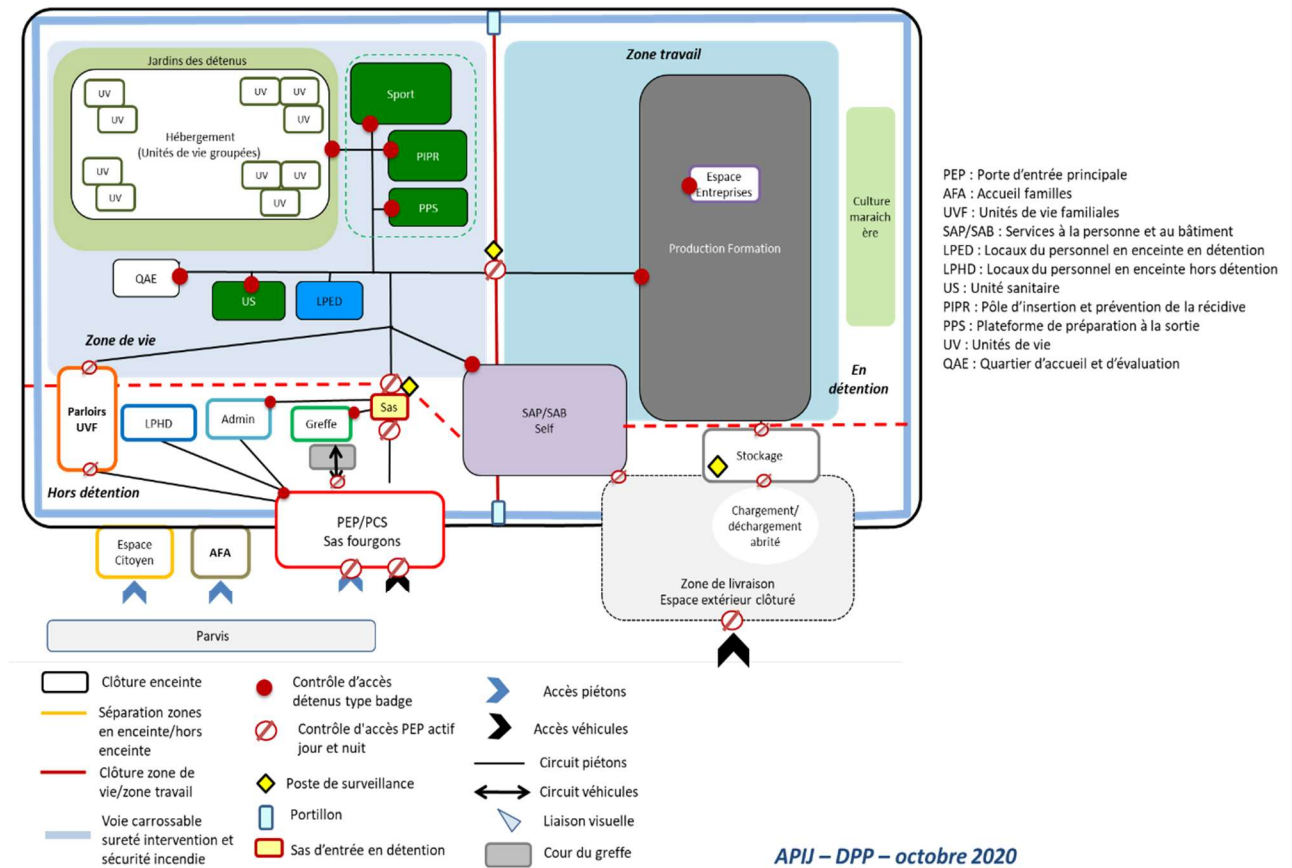 Zone travail
Jardins des détenus
UV
UV
UV
UV
UV
Hébergement
(Unités de vie groupées)
UV
UV
UV
UV
UV
Sport
PIPR
PPS
Espace
Entreprises
Production Formation
Culture
maraich
ère
QAE
US
LPED
Zone de vie
En
détention
Parloirs
UVF
LPHD
Admin
Greffe
Sas
SAP/SAB
Self
Stockage
Hors détention
PEP/PCS
Sas fourgons
Chargement/
déchargement
abrité
Espace
Citoyen
AFA
Zone de livraison
Espace extérieur clôturé
Parvis
PEP : Porte d’entrée principale
AFA : Accueil familles
UVF : Unités de vie familiales
SAP/SAB : Services à la personne et au bâtiment
LPED : Locaux du personnel en enceinte en détention
LPHD : Locaux du personnel en enceinte hors détention
US : Unité sanitaire
PIPR : Pôle d’insertion et prévention de la récidive
PPS : Plateforme de préparation à la sortie
UV : Unités de vie
QAE : Quartier d’accueil et d’évaluation
Clôture enceinte
Séparation zones
en enceinte/hors
enceinte
Clôture zone de
vie/zone travail
Voie carrossable
sureté intervention et
sécurité incendie
Contrôle d’accès
détenus type badge
Contrôle d'accès PEP actif
jour et nuit
Poste de surveillance
Portillon
Sas d’entrée en détention
Accès piétons
Accès véhicules
Circuit piétons
Circuit véhicules
Liaison visuelle
Cour du greffe
APIJ – DPP – octobre 2020